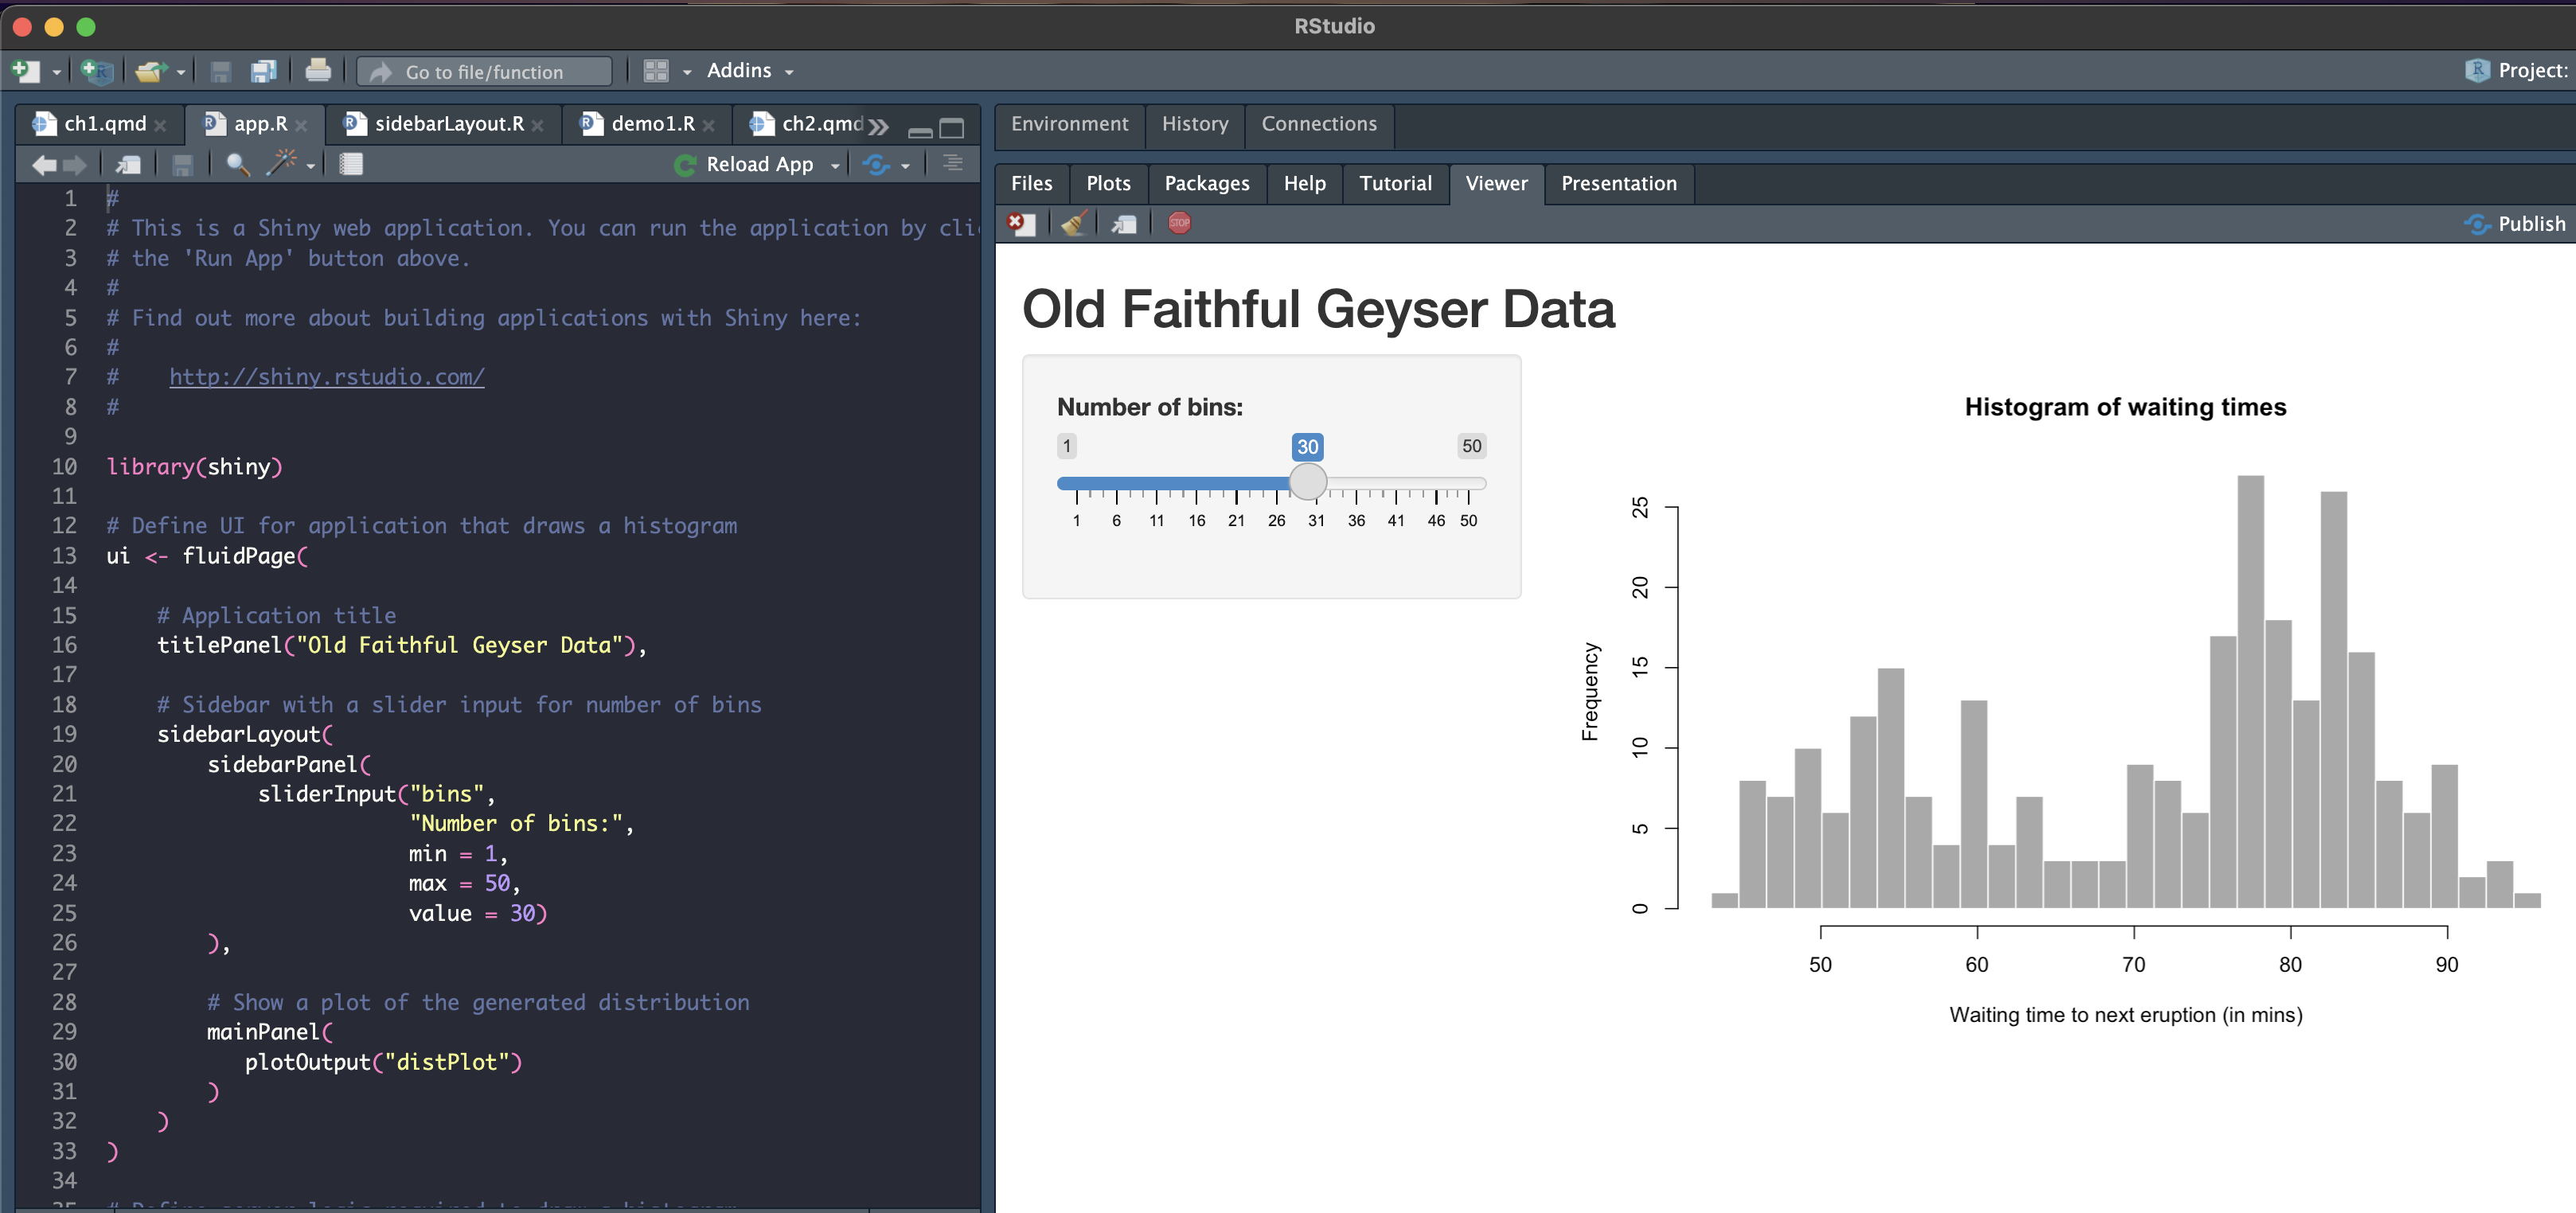 RStudio
Go to file/function
Addins
Project:
ch1.qmd
app.R
sidebarLayout.R
demo1.R
ch2.qmd
Reload App
1 #
2 # This is a Shiny web application. You can run the application by cli
3 # the 'Run App' button above.
4 #
5 # Find out more about building applications with Shiny here:
6 #
7 #    http://shiny.rstudio.com/
8 #
9
10 library(shiny)
11
12 # Define UI for application that draws a histogram
13 ui <- fluidPage(
14
15     # Application title
16     titlePanel("Old Faithful Geyser Data"),
17
18     # Sidebar with a slider input for number of bins
19     sidebarLayout(
20         sidebarPanel(
21             sliderInput("bins",
22                         "Number of bins:",
23                         min = 1,
24                         max = 50,
25                         value = 30)
26         ),
27
28         # Show a plot of the generated distribution
29         mainPanel(
30            plotOutput("distPlot")
31         )
32     )
33 )
34
Environment
History
Connections
Files
Plots
Packages
Help
Tutorial
Viewer
Presentation
STOP
Publish
Old Faithful Geyser Data
Number of bins:
1 30 50
1 6 11 16 21 26 31 36 41 46 50
Histogram of waiting times
Frequency
25
20
15
10
5
0
50 60 70 80 90
Waiting time to next eruption (in mins)